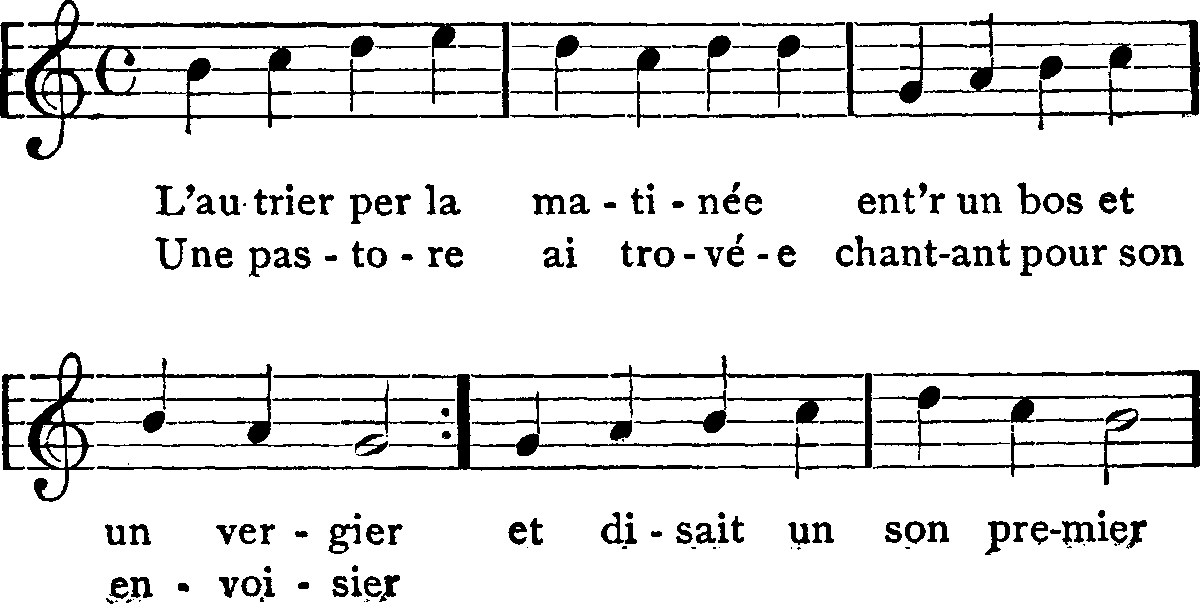 L'au-trier per la ma - ti - née ent'r un bos et
Une pas - to - re ai tro - vé - e chant-ant pour son
un ver - gier et di - sait un son pre-mier
en - voi - sier